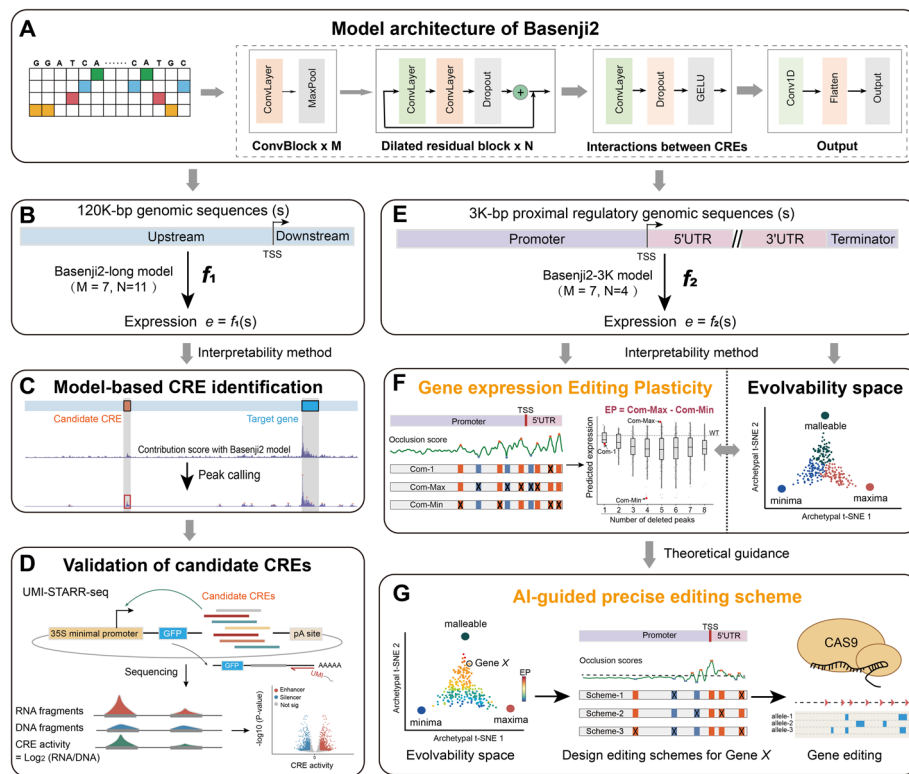 A
Model architecture of Basenji2
G G A T C A ······ C A T G C
ConvLayer
MaxPool
ConvBlock x M
ConvLayer
ConvLayer
Dropout
+
Dilated residual block x N
ConvLayer
Dropout
GELU
Interactions between CREs
Conv1D
Flatten
Output
Output
B
120K-bp genomic sequences (s)
Upstream
Downstream
TSS
Basenji2-long model
(M = 7, N=11 )
f₁
Expression e = f₁(s)
Interpretability method
C
Model-based CRE identification
Candidate CRE
Target gene
Contribution score with Basenji2 model
Peak calling
D
Validation of candidate CREs
UMI-STARR-seq
Candidate CREs
35S minimal promoter
GFP
pA site
Sequencing
GFP
AAAAA
UMI
RNA fragments
DNA fragments
CRE activity
= Log₂ (RNA/DNA)
Enhancer
Silencer
Not sig
-log10 (P-value)
CRE activity
E
3K-bp proximal regulatory genomic sequences (s)
Promoter
5'UTR
//
3'UTR
Terminator
TSS
Basenji2-3K model
(M = 7, N=4 )
f₂
Expression e = f₂(s)
Interpretability method
F
Gene expression Editing Plasticity
TSS
Promoter
5'UTR
Occlusion score
Com-1
Com-Max
Com-Min
EP = Com-Max - Com-Min
Com-Max
WT
Com-1
Com-Min
Predicted expression
1 2 3 4 5 6 7 8
Number of deleted peaks
Evolvability space
malleable
minima
maxima
Archetypal t-SNE 2
Archetypal t-SNE 1
Theoretical guidance
G
AI-guided precise editing scheme
malleable
Gene X
EP
minima
maxima
Archetypal t-SNE 2
Archetypal t-SNE 1
Evolvability space
TSS
Promoter
5'UTR
Occlusion scores
Scheme-1
Scheme-2
Scheme-3
Design editing schemes for Gene X
CAS9
allele-1
allele-2
allele-3
Gene editing